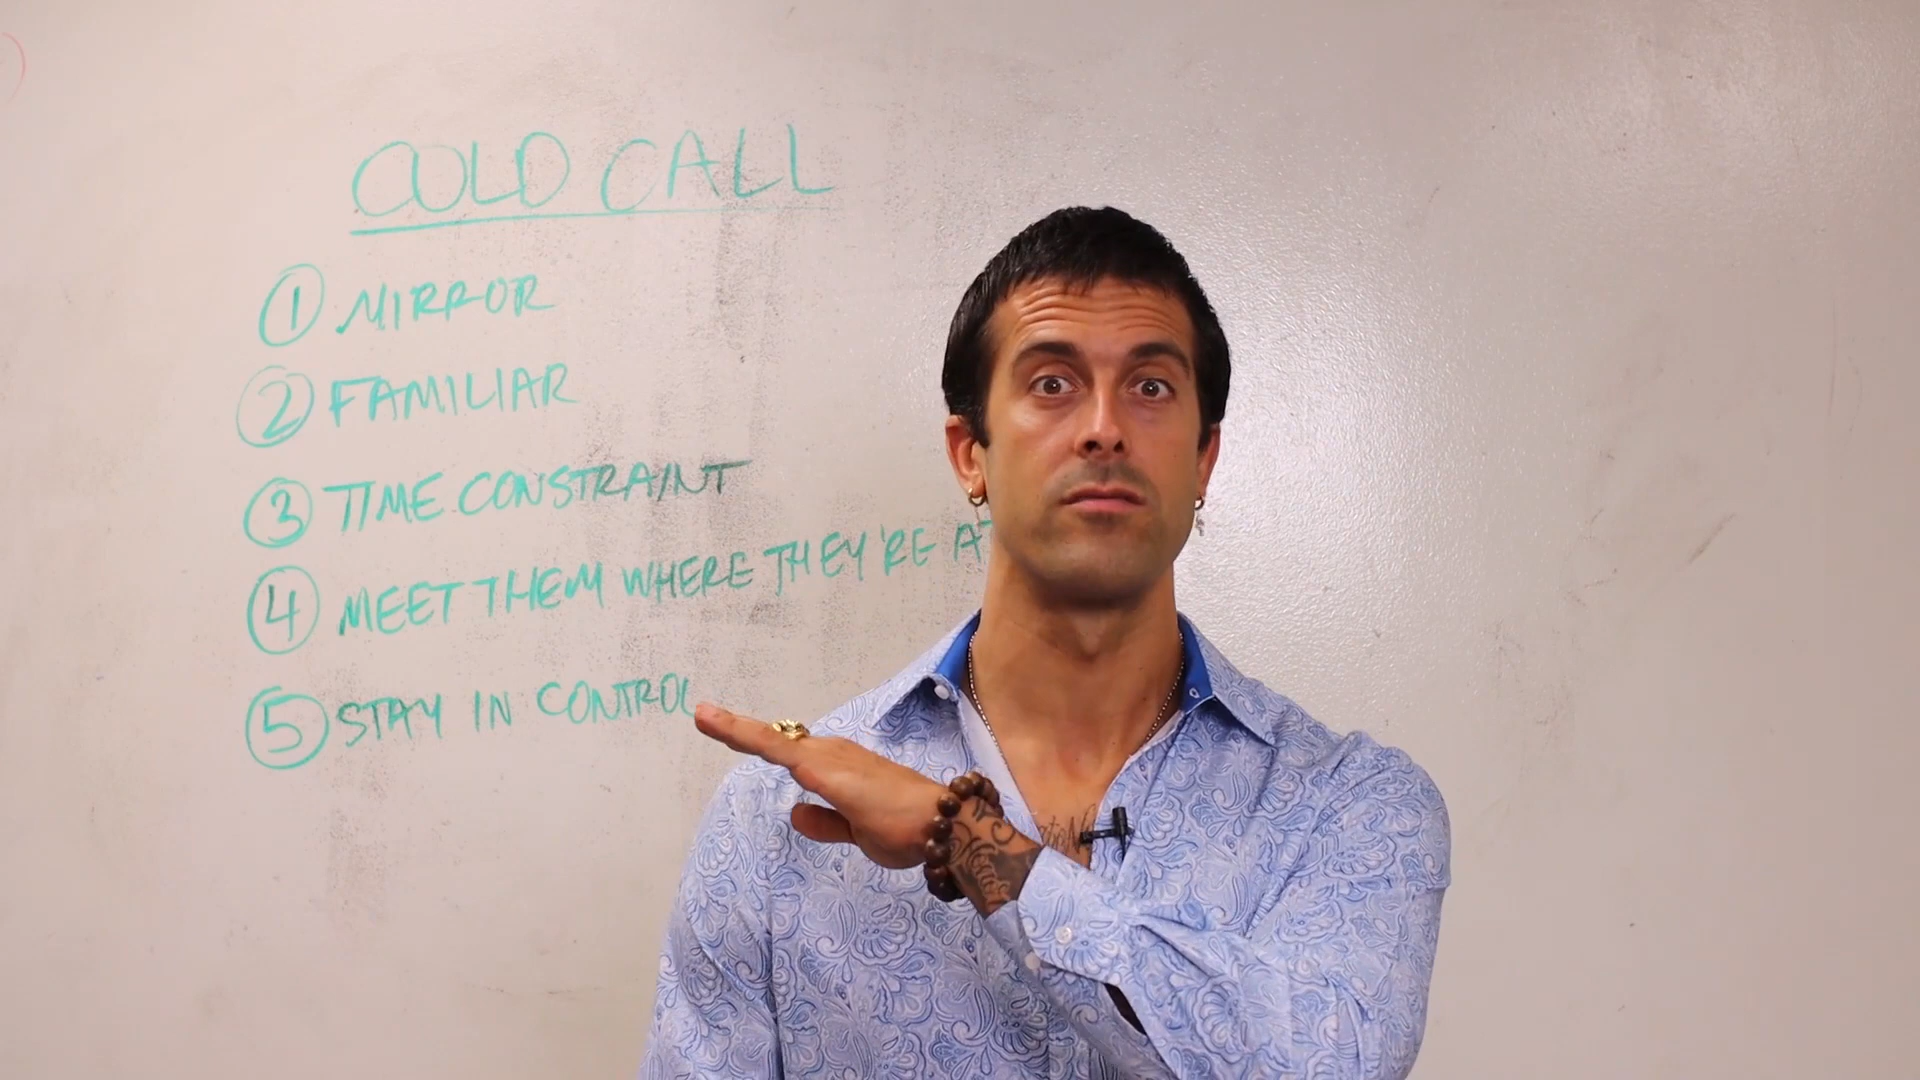 COLD CALL
1 MIRROR
2 FAMILIAR
3 TIME CONSTRAINT
4 MEET THEM WHERE THEY'RE AT
5 STAY IN CONTROL